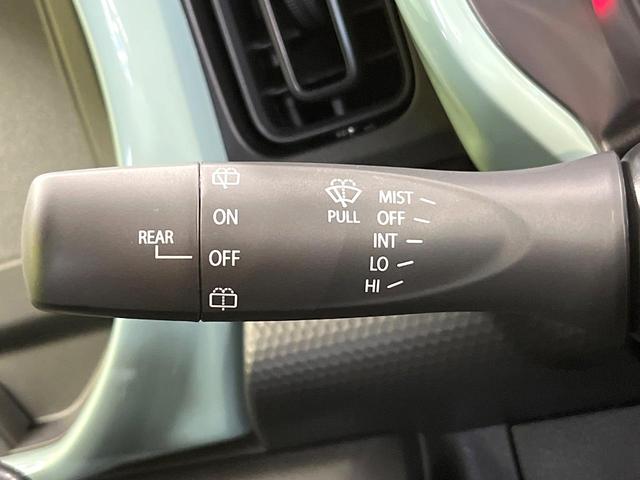 REAR
ON
OFF
PULL
MIST
OFF
INT
LO
HI